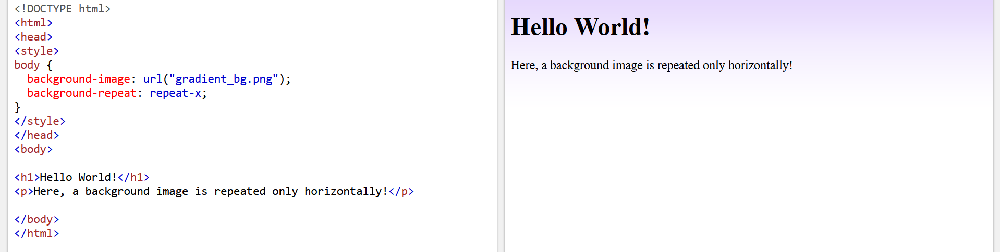 <!DOCTYPE html>
<html>
<head>
<style>
body {
  background-image: url("gradient_bg.png");
  background-repeat: repeat-x;
}
</style>
</head>
<body>

<h1>Hello World!</h1>
<p>Here, a background image is repeated only horizontally!</p>

</body>
</html>
Hello World!
Here, a background image is repeated only horizontally!